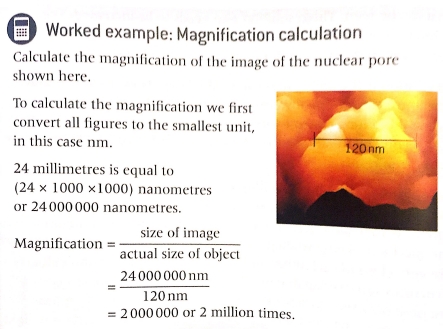 Worked example: Magnification calculation
Calculate the magnification of the image of the nuclear pore
shown here.
To calculate the magnification we first
convert all figures to the smallest unit,
in this case nm.
24 millimetres is equal to
(24 × 1000 ×1000) nanometres
or 24 000 000 nanometres.
Magnification = size of image
actual size of object
= 24 000 000 nm
120 nm
= 2 000 000 or 2 million times.
120 nm